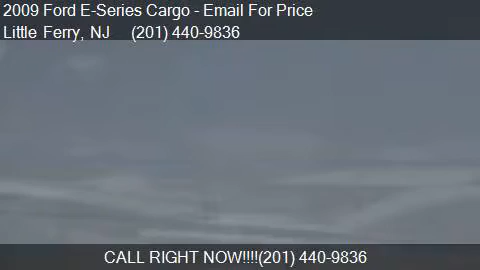 2009 Ford E-Series Cargo - Email For Price
Little Ferry, NJ (201) 440-9836
CALL RIGHT NOW!!!!(201) 440-9836